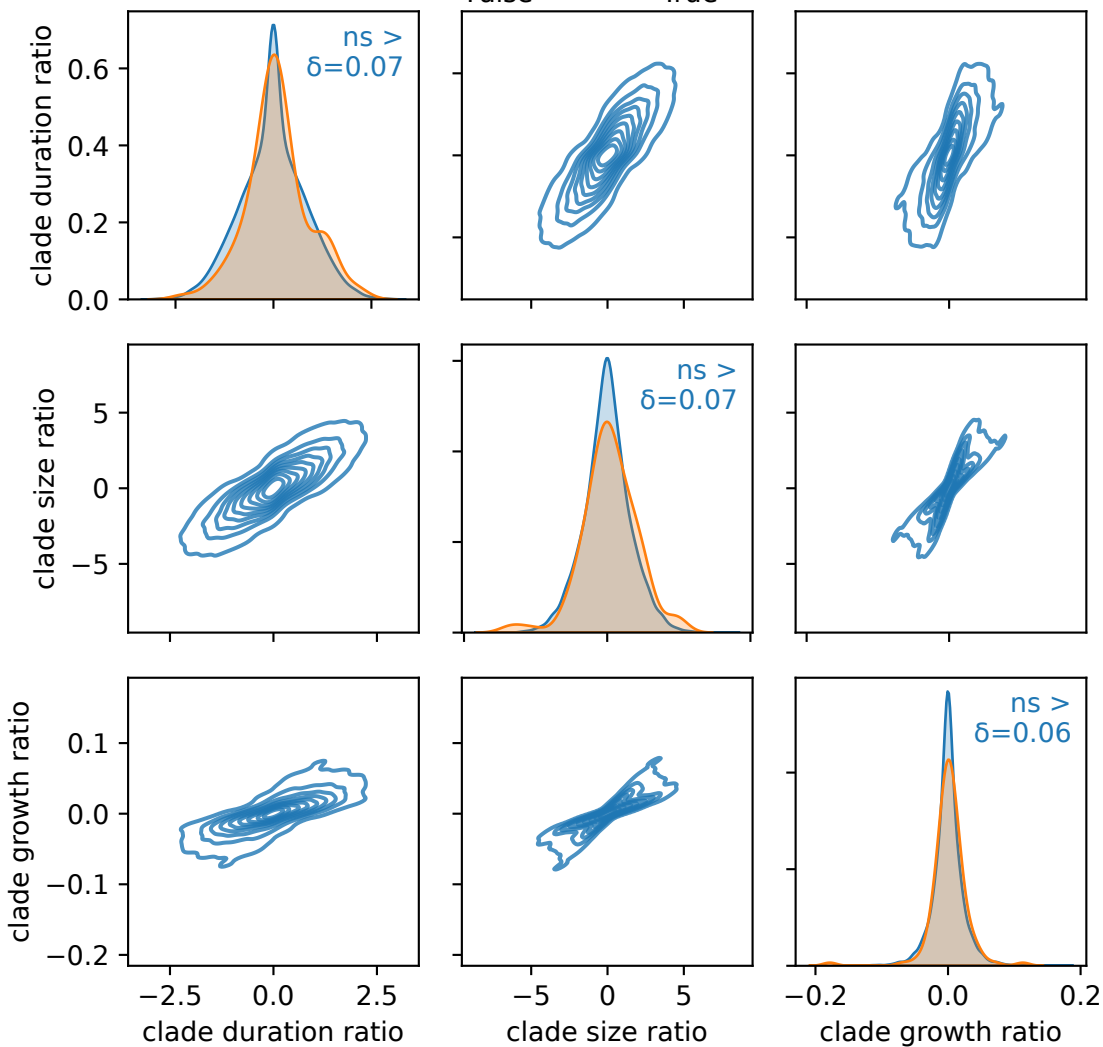 True
clade duration ratio
0.6
0.4
0.2
0.0
ns >
δ=0.07
clade size ratio
5
0
−5
ns >
δ=0.07
clade growth ratio
0.1
0.0
−0.1
−0.2
ns >
δ=0.06
−2.5 0.0 2.5
−5 0 5
−0.2 0.0 0.2
clade duration ratio
clade size ratio
clade growth ratio